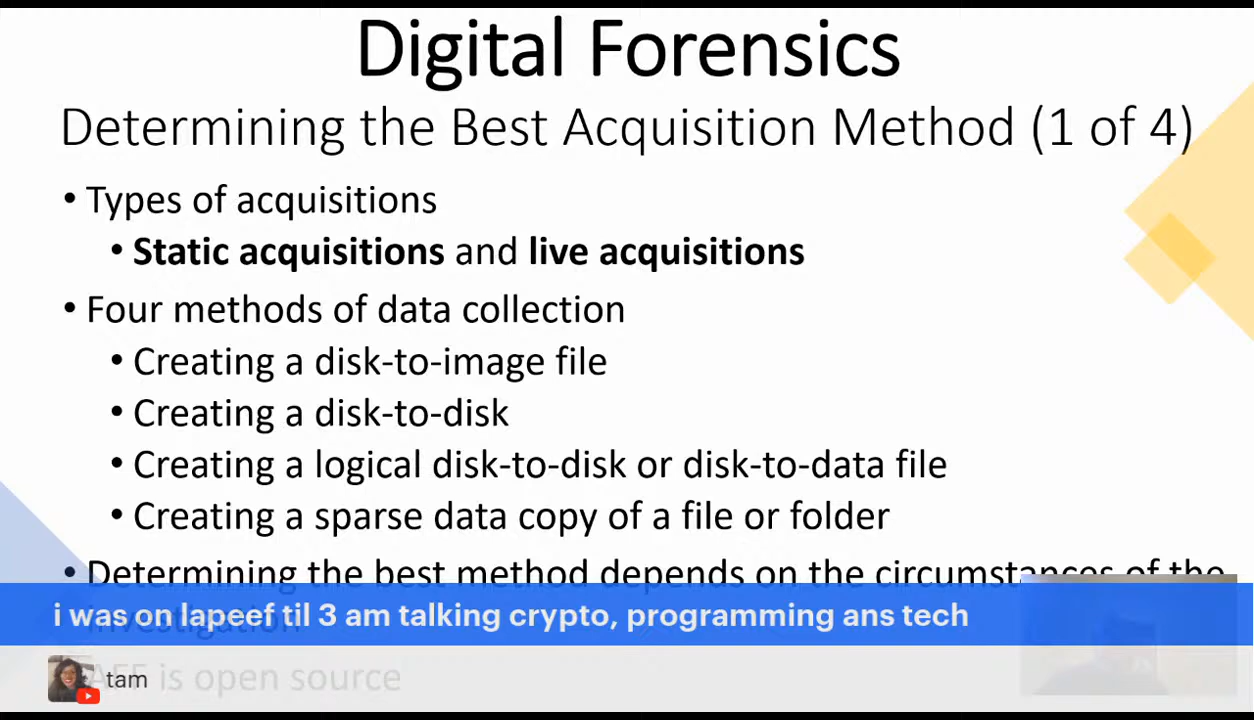 Digital Forensics
Determining the Best Acquisition Method (1 of 4)
• Types of acquisitions
• Static acquisitions and live acquisitions
• Four methods of data collection
• Creating a disk-to-image file
• Creating a disk-to-disk
• Creating a logical disk-to-disk or disk-to-data file
• Creating a sparse data copy of a file or folder
• Determining the best method depends on the circumstances of the
investigation
i was on lapeef til 3 am talking crypto, programming ans tech
AFF is open source
tam